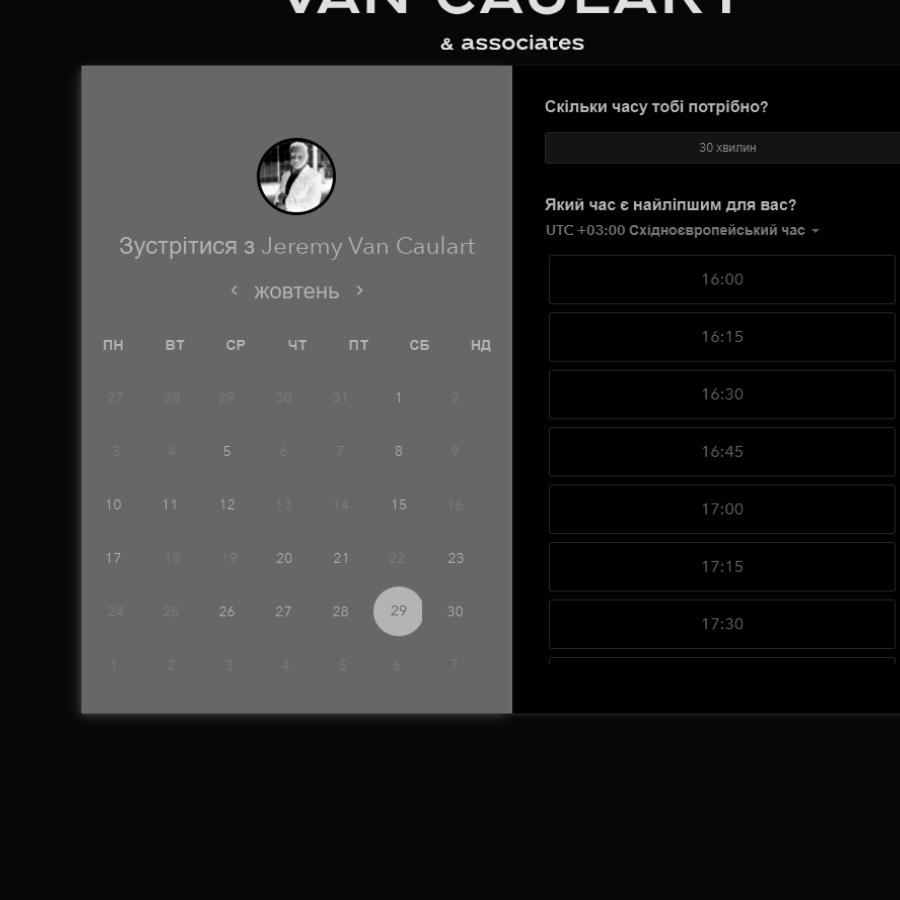 VAN CAULART
& associates
Зустрітися з Jeremy Van Caulart
жовтень
ПН ВТ СР ЧТ ПТ СБ НД
27 28 29 30 31 1 2
3 4 5 6 7 8 9
10 11 12 13 14 15 16
17 18 19 20 21 22 23
24 25 26 27 28 29 30
1 2 3 4 5 6 7
Скільки часу тобі потрібно?
30 хвилин
Який час є найліпшим для вас?
UTC +03:00 Східноєвропейський час
16:00
16:15
16:30
16:45
17:00
17:15
17:30